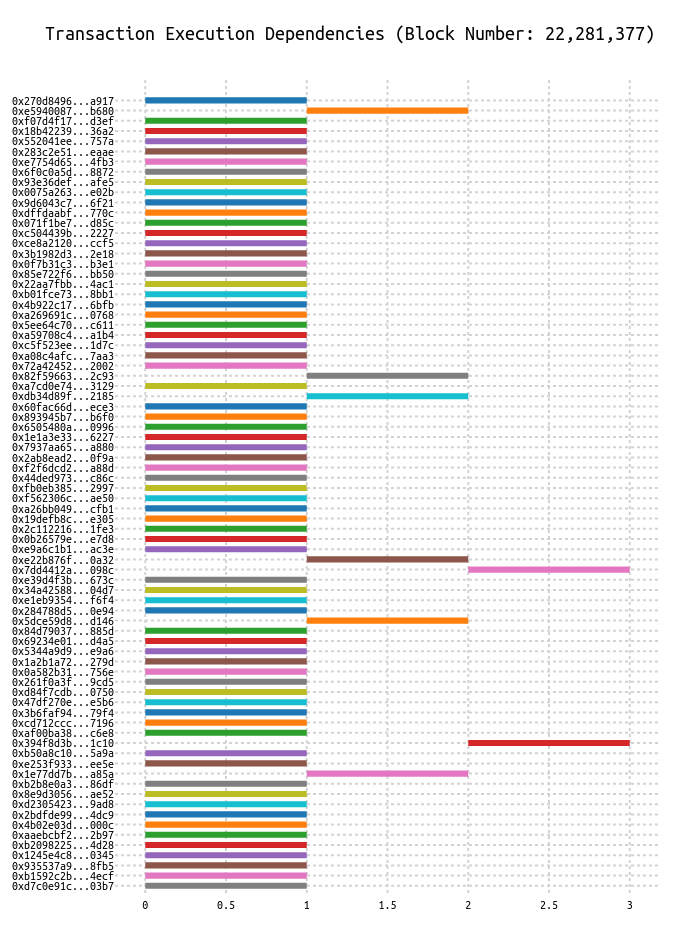 Transaction Execution Dependencies (Block Number: 22,281,377)
0x270d8496...a917
0xe5940087...b680
0xf07d4f17...d3ef
0x18b42239...36a2
0x552041ee...757a
0x283c2e51...eaae
0xe7754d65...4fb3
0x6f0c0a5d...8872
0x93e36def...afe5
0x0075a263...e02b
0x9d6043c7...6f21
0xdffdaabf...770c
0x071f1be7...d85c
0xc504439b...2227
0xce8a2120...ccf5
0x3b1982d3...2e18
0x0f7b31c3...b3e1
0x85e722f6...bb50
0x22aa7fbb...4ac1
0xb01fce73...8bb1
0x4b922c17...6bfb
0xa269691c...0768
0x5ee64c70...c611
0xa59708c4...a1b4
0xc5f523ee...1d7c
0xa08c4afc...7aa3
0x72a42452...2002
0x82f59663...2c93
0xa7cd0e74...3129
0xdb34d89f...2185
0x60fac66d...ece3
0x893945b7...b6f0
0x6505480a...0996
0x1e1a3e33...6227
0x7937aa65...a880
0x2ab8ead2...0f9a
0xf2f6dcd2...a88d
0x44ded973...c86c
0xfb0eb385...2997
0xf562306c...ae50
0xa26bb049...cfb1
0x19defb8c...e305
0x2c112216...1fe3
0x0b26579e...e7d8
0xe9a6c1b1...ac3e
0xe22b876f...0a32
0x7dd4412a...098c
0xe39d4f3b...673c
0x34a42588...04d7
0xe1eb9354...f6f4
0x284788d5...0e94
0x5dce59d8...d146
0x84d79037...885d
0x69234e01...d4a5
0x5344a9d9...e9a6
0x1a2b1a72...279d
0x0a582b31...756e
0x261f0a3f...9cd5
0xd84f7cdb...0750
0x47df270e...e5b6
0x3b6faf94...79f4
0xcd712ccc...7196
0xaf00ba38...c6e8
0x394f8d3b...1c10
0xb50a8c10...5a9a
0xe253f933...ee5e
0x1e77dd7b...a85a
0xb2b8e0a3...86df
0x8e9d3056...ae52
0xd2305423...9ad8
0x2bdfde99...4dc9
0x4b02e03d...000c
0xaaebcbf2...2b97
0xb2098225...4d28
0x1245e4c8...0345
0x935537a9...8fb5
0xb1592c2b...4ecf
0xd7c0e91c...03b7
0 0.5 1 1.5 2 2.5 3